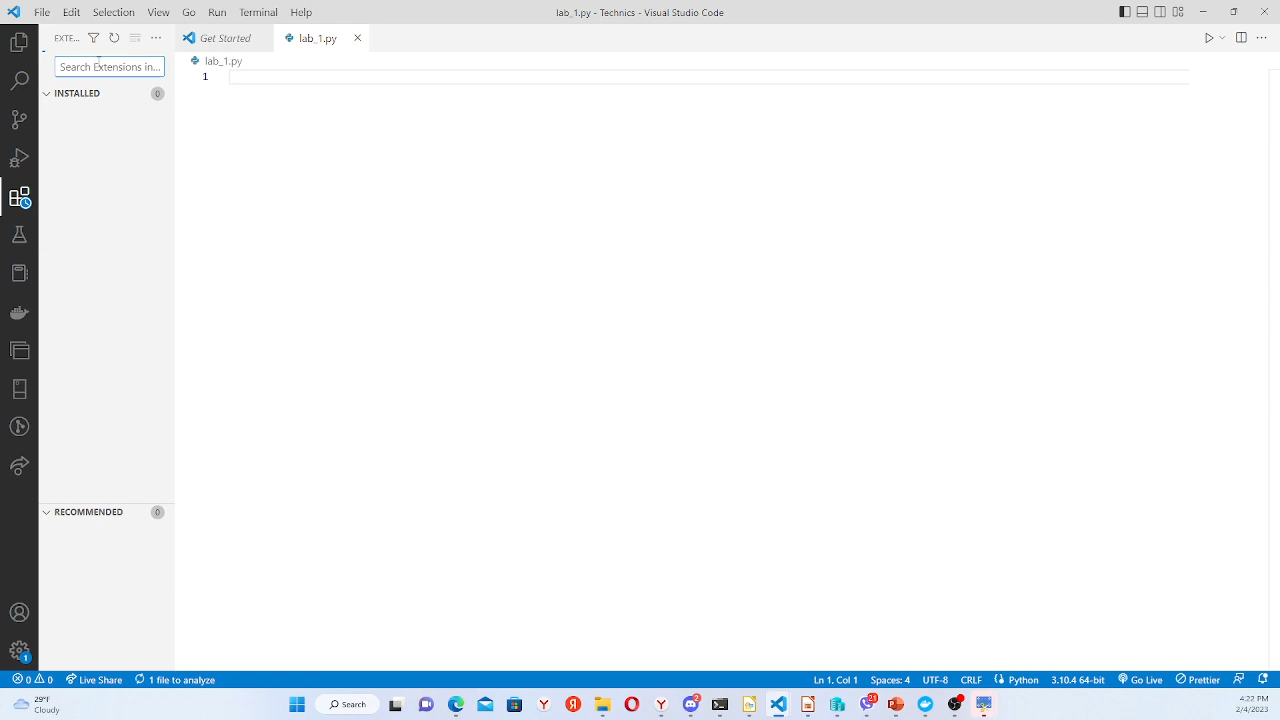 File Edit Selection View Go Run Terminal Help lab_1.py - Technics - Visual Studio Code
EXTE... Get Started lab_1.py
Search Extensions in...
lab_1.py
1
INSTALLED 0
RECOMMENDED 0
1
0 0 Live Share 1 file to analyze Ln 1, Col 1 Spaces: 4 UTF-8 CRLF Python 3.10.4 64-bit Go Live Prettier
29°F
Cloudy
Search
2
21
4:22 PM
2/4/2023